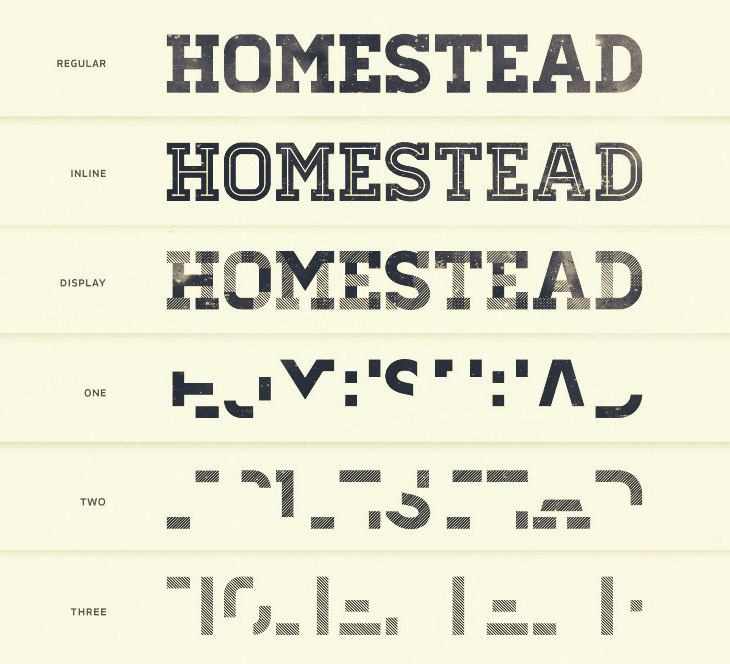 REGULAR HOMESTEAD
INLINE HOMESTEAD
DISPLAY HOMESTEAD
ONE
TWO
THREE